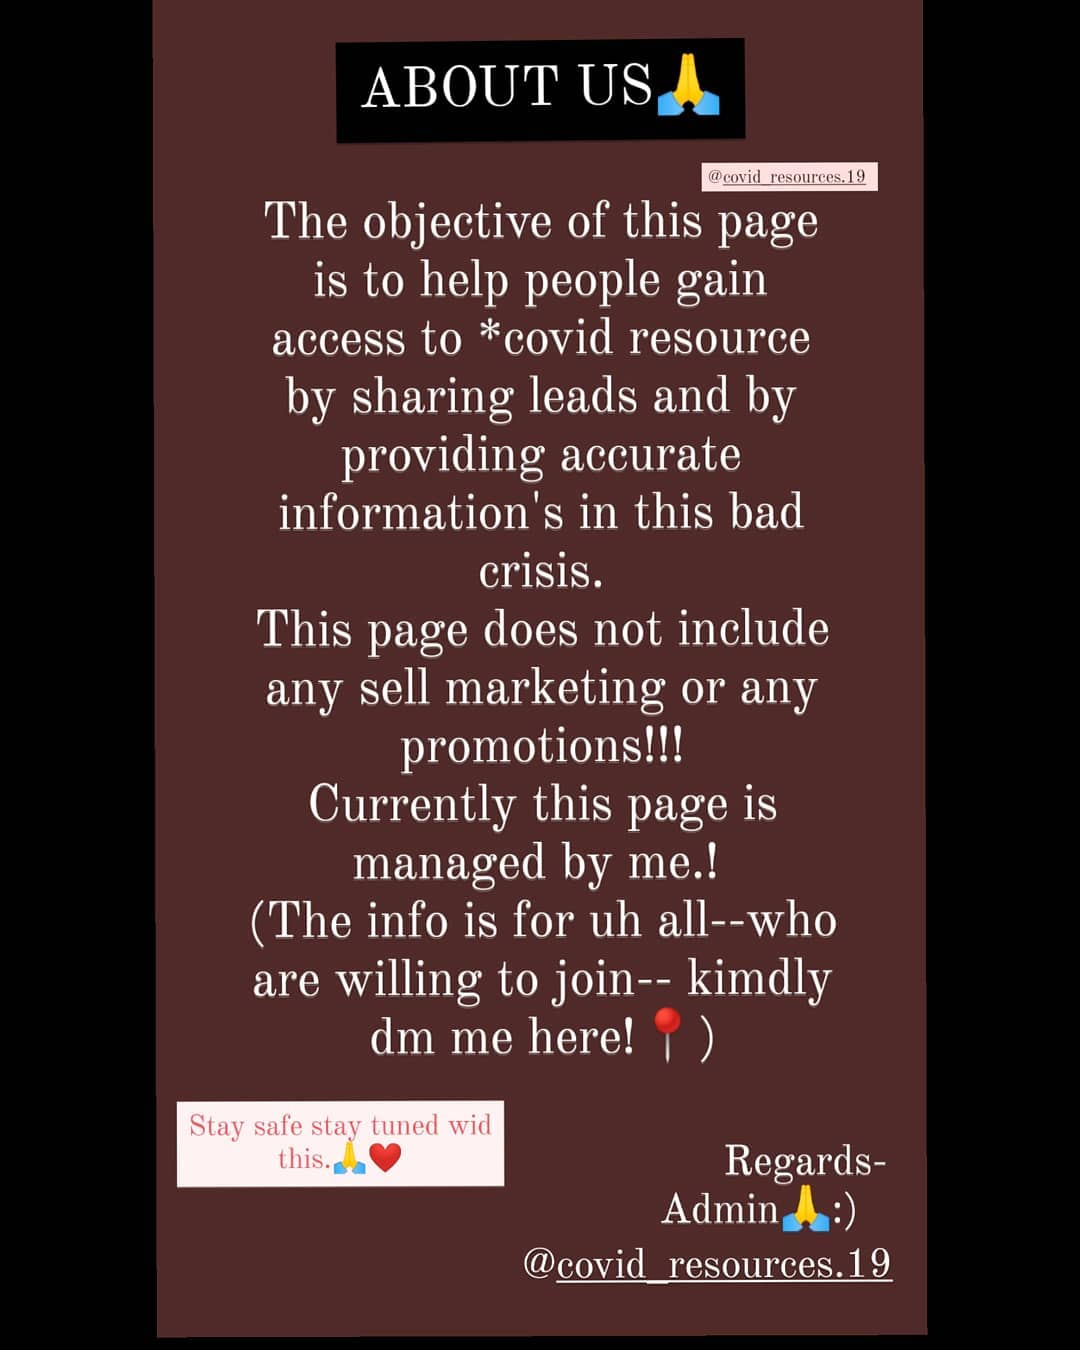 ABOUT US🙏
@covid_resources.19
The objective of this page
is to help people gain
access to *covid resource
by sharing leads and by
providing accurate
information's in this bad
crisis.
This page does not include
any sell marketing or any
promotions!!!
Currently this page is
managed by me.!
(The info is for uh all--who
are willing to join-- kimdly
dm me here!📍)
Stay safe stay tuned wid
this.🙏❤️
Regards-
Admin🙏:)
@covid_resources.19